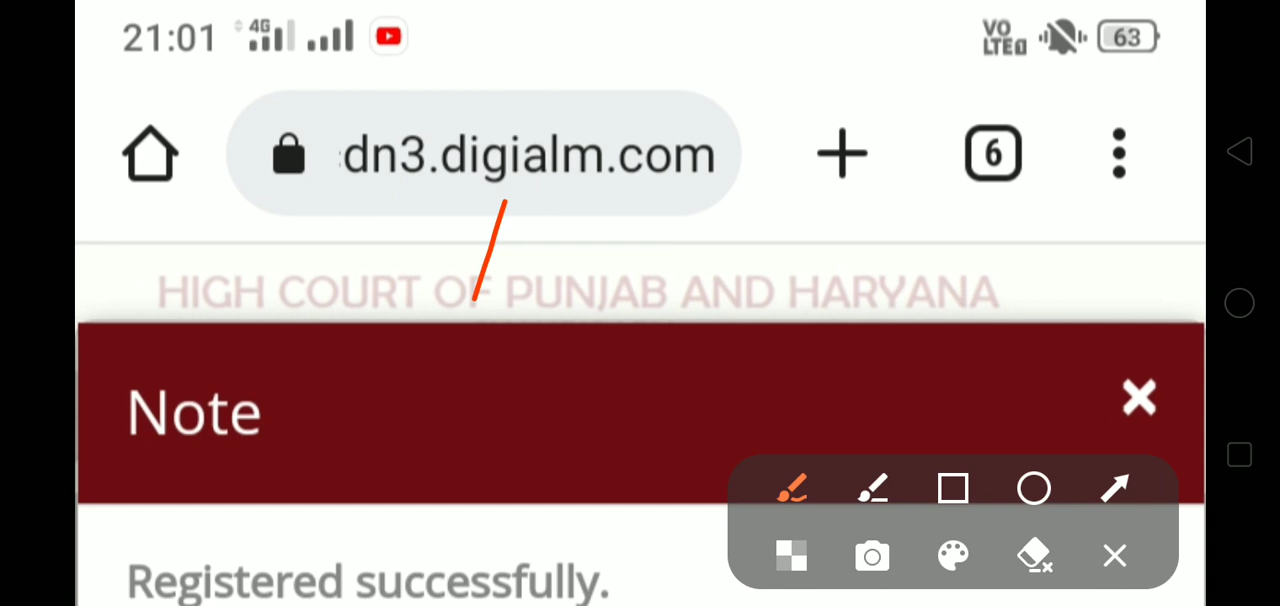 21:01 4G VO LTE 63
dn3.digialm.com 6
HIGH COURT OF PUNJAB AND HARYANA
Note
Registered successfully.